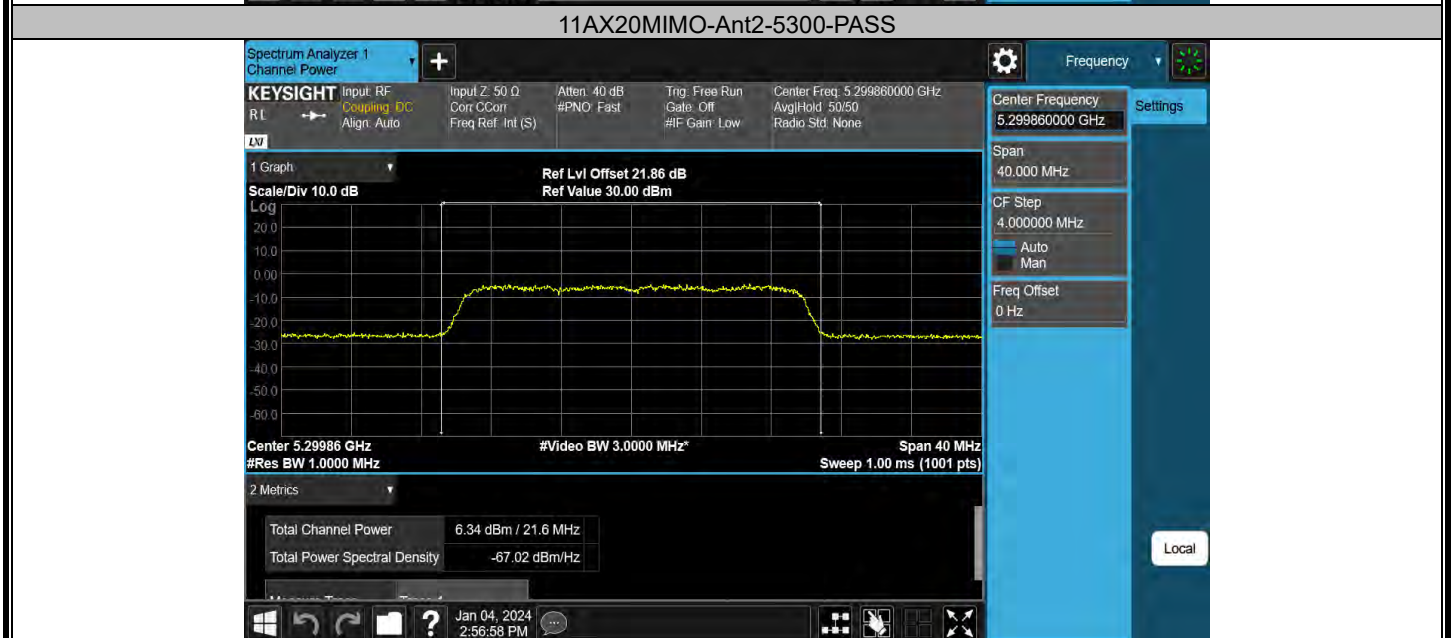 11AX20MIMO-Ant2-5300-PASS
Spectrum Analyzer 1
Channel Power
Frequency
KEYSIGHT
RL
LXI
Input: RF
Coupling: DC
Align: Auto
Input Z: 50 Ω
Corr CCorr
Freq Ref: Int (S)
Atten: 40 dB
#PNO: Fast
Trig: Free Run
Gate: Off
#IF Gain: Low
Center Freq: 5.299860000 GHz
Avg|Hold: 50/50
Radio Std: None
Center Frequency
5.299860000 GHz
Settings
Span
40.000 MHz
CF Step
4.000000 MHz
Auto
Man
Freq Offset
0 Hz
1 Graph
Scale/Div 10.0 dB
Ref Lvl Offset 21.86 dB
Ref Value 30.00 dBm
Log
20.0
10.0
0.00
-10.0
-20.0
-30.0
-40.0
-50.0
-60.0
Center 5.29986 GHz
#Res BW 1.0000 MHz
#Video BW 3.0000 MHz*
Span 40 MHz
Sweep 1.00 ms (1001 pts)
2 Metrics
Total Channel Power 6.34 dBm / 21.6 MHz
Total Power Spectral Density -67.02 dBm/Hz
Local
Jan 04, 2024
2:56:58 PM